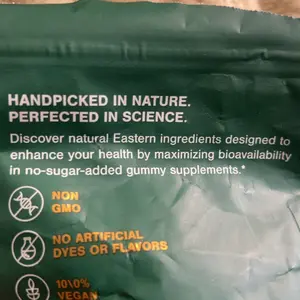 HANDPICKED IN NATURE.
PERFECTED IN SCIENCE.
Discover natural Eastern ingredients designed to
enhance your health by maximizing bioavailability
in no-sugar-added gummy supplements.*
NON
GMO
NO ARTIFICIAL
DYES OR FLAVORS
100%
VEGAN